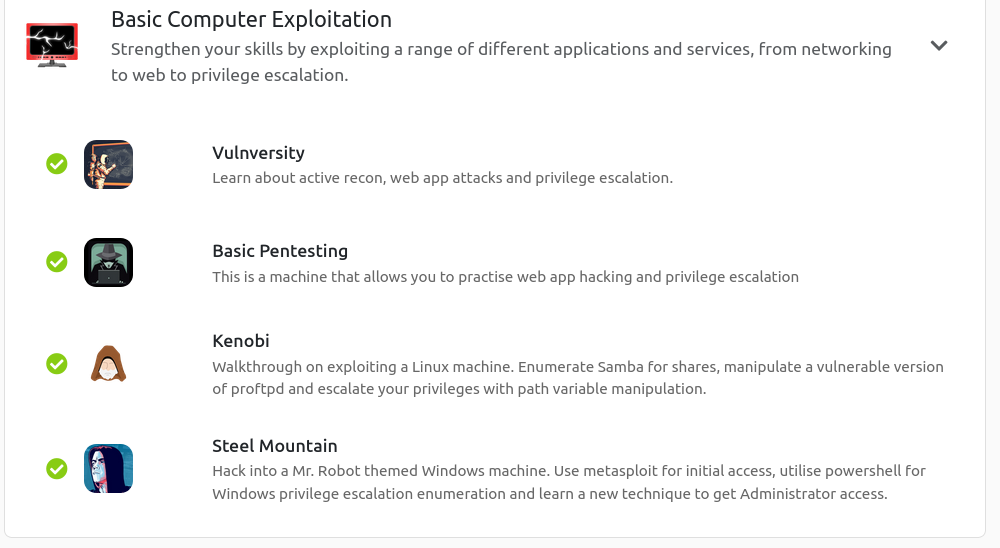 Basic Computer Exploitation
Strengthen your skills by exploiting a range of different applications and services, from networking
to web to privilege escalation.
Vulnversity
Learn about active recon, web app attacks and privilege escalation.
Basic Pentesting
This is a machine that allows you to practise web app hacking and privilege escalation
Kenobi
Walkthrough on exploiting a Linux machine. Enumerate Samba for shares, manipulate a vulnerable version
of proftpd and escalate your privileges with path variable manipulation.
Steel Mountain
Hack into a Mr. Robot themed Windows machine. Use metasploit for initial access, utilise powershell for
Windows privilege escalation enumeration and learn a new technique to get Administrator access.